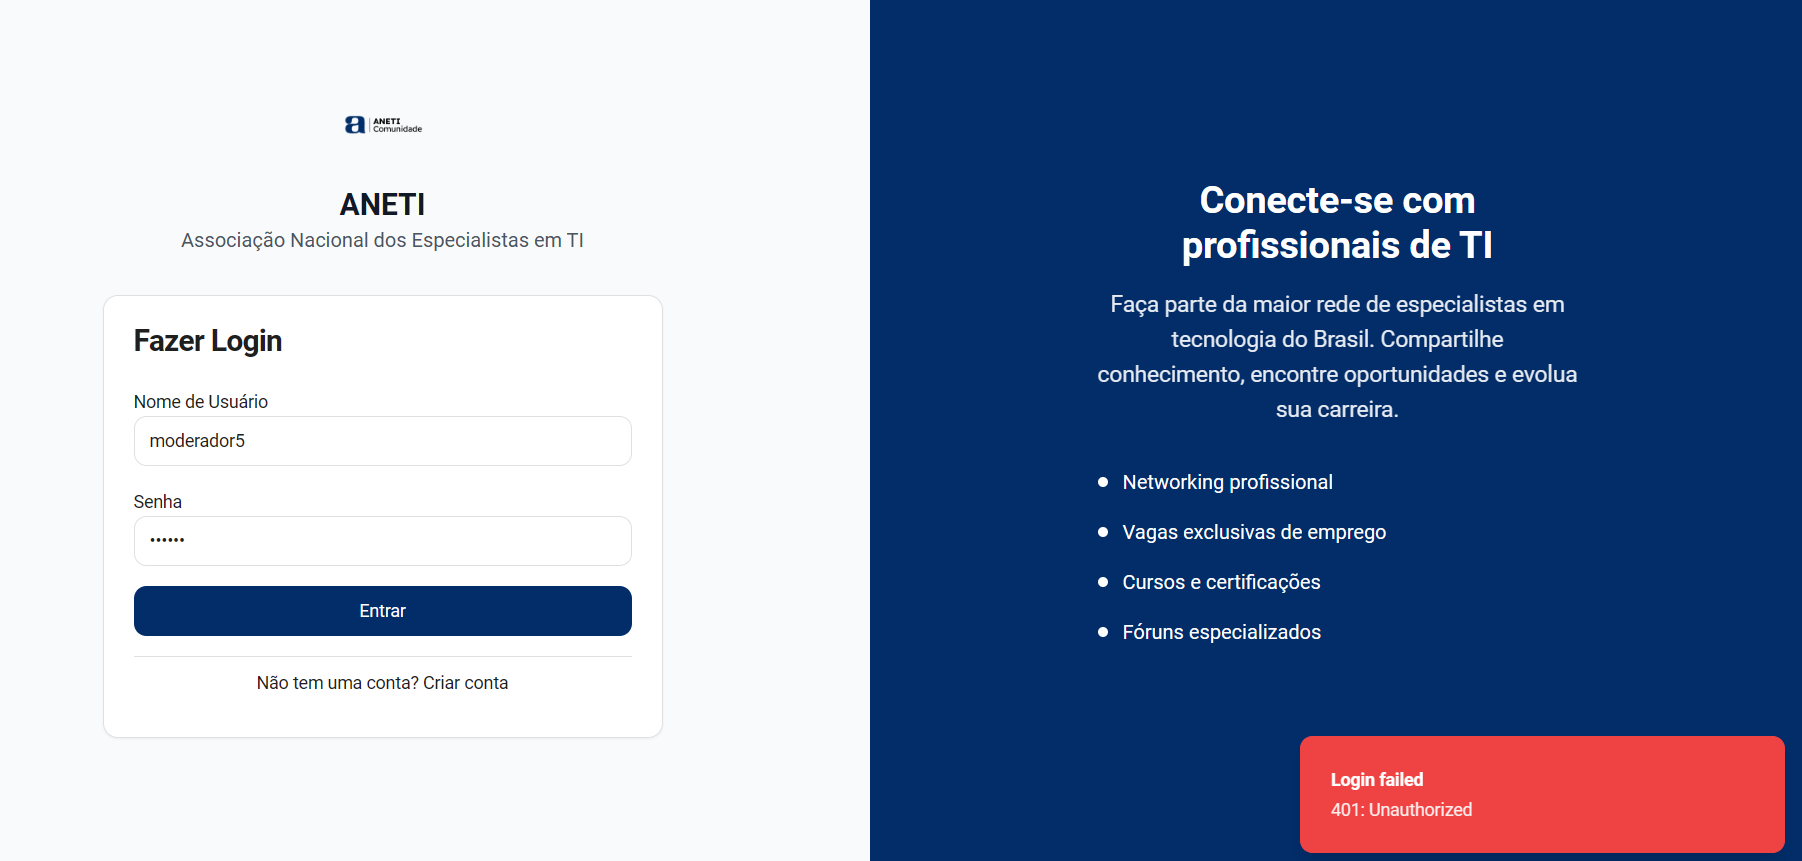 a ANETI
Comunidade
ANETI
Associação Nacional dos Especialistas em TI
Fazer Login
Nome de Usuário
moderador5
Senha
••••••
Entrar
Não tem uma conta? Criar conta
Conecte-se com
profissionais de TI
Faça parte da maior rede de especialistas em
tecnologia do Brasil. Compartilhe
conhecimento, encontre oportunidades e evolua
sua carreira.
Networking profissional
Vagas exclusivas de emprego
Cursos e certificações
Fóruns especializados
Login failed
401: Unauthorized